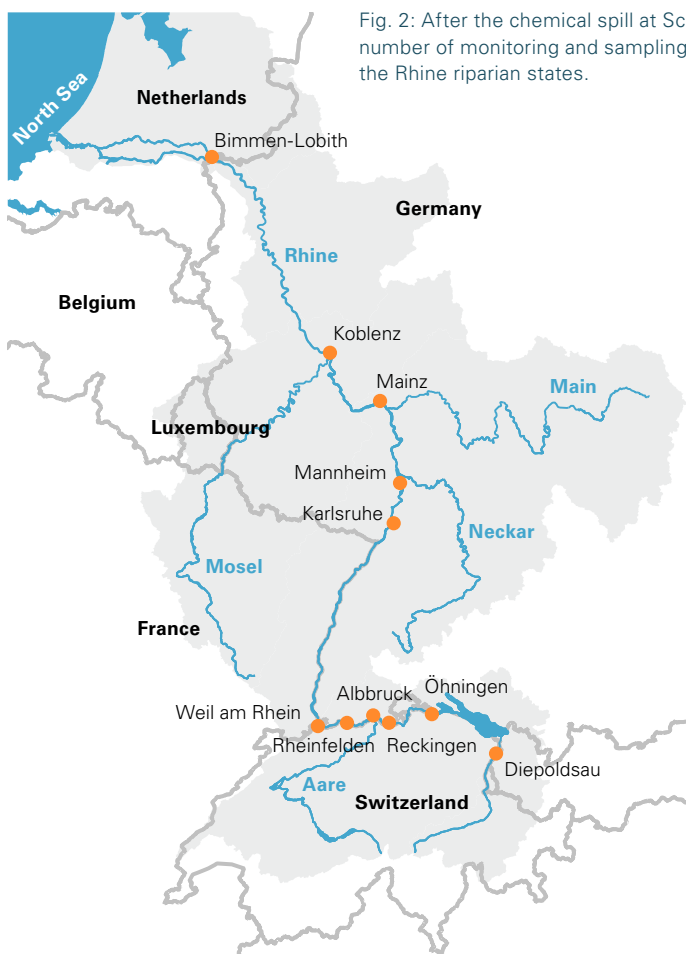 Fig. 2: After the chemical spill at Sc
number of monitoring and sampling
the Rhine riparian states.
North Sea
Netherlands
Bimmen-Lobith
Germany
Rhine
Belgium
Koblenz
Mainz
Main
Luxembourg
Mannheim
Karlsruhe
Neckar
Mosel
France
Albbruck
Öhningen
Weil am Rhein
Rheinfelden
Reckingen
Diepoldsau
Aare
Switzerland